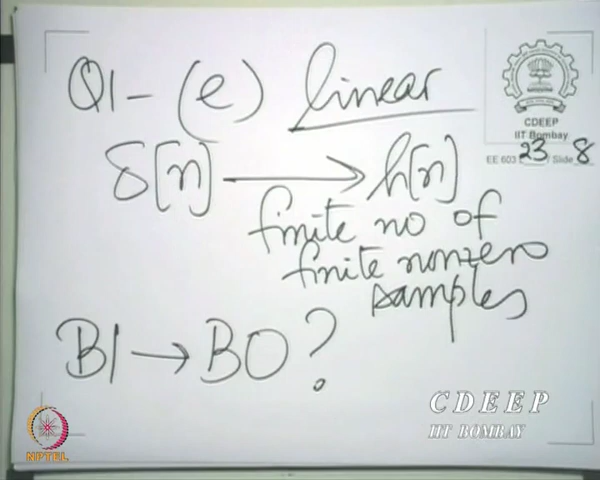 Q1 - (e) linear
CDEEP
IIT Bombay
EE 603 L 23 Slide 8
δ[n] → h[n]
finite no of
finite nonzero
samples
BI → BO?
CDEEP
IIT BOMBAY
NPTEL